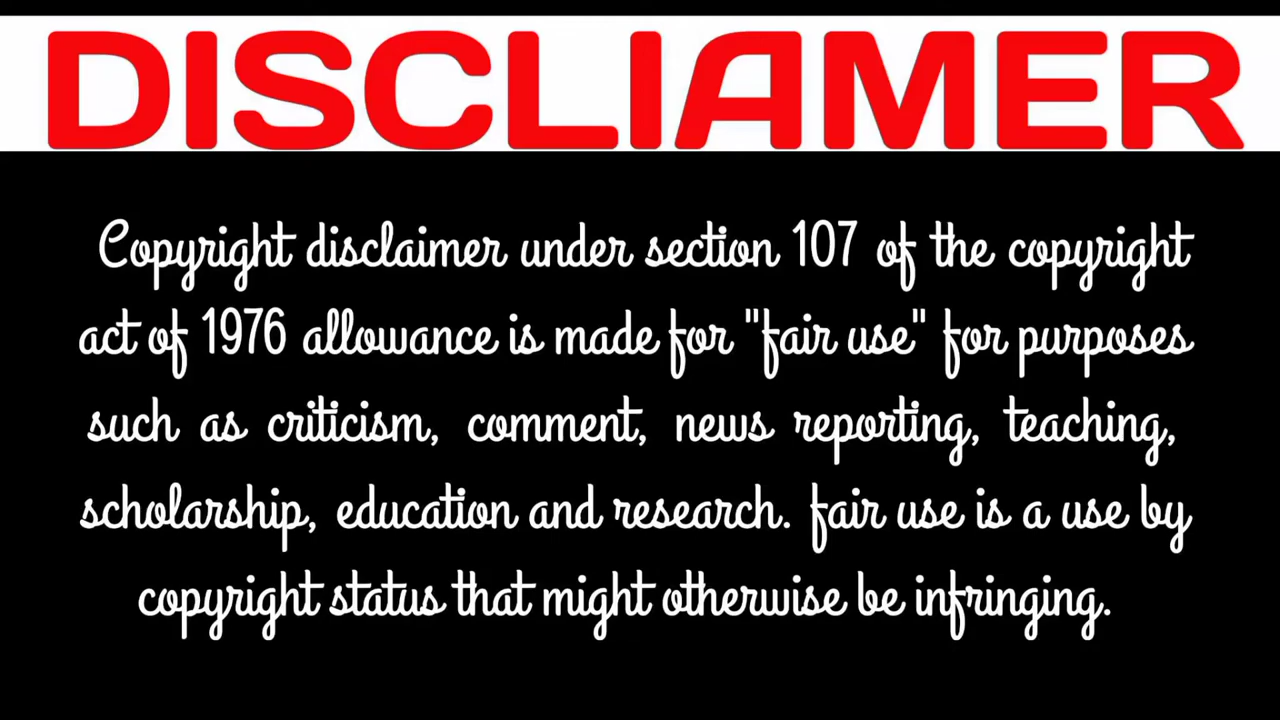 DISCLIAMER
Copyright disclaimer under section 107 of the copyright
act of 1976 allowance is made for "fair use" for purposes
such as criticism, comment, news reporting, teaching,
scholarship, education and research. fair use is a use by
copyright status that might otherwise be infringing.